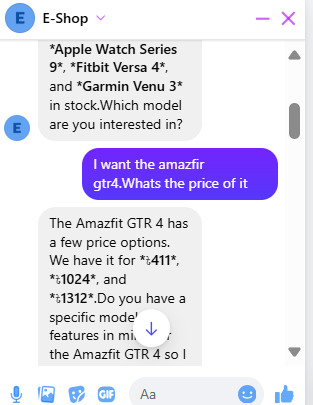 E E-Shop
*Apple Watch Series
9*, *Fitbit Versa 4*,
and *Garmin Venu 3*
in stock.Which model
are you interested in?
E
I want the amazfir
gtr4.Whats the price of it
The Amazfit GTR 4 has
a few price options.
We have it for *৳411*,
*৳1024*, and
*৳1312*.Do you have a
specific model
features in
the Amazfit GTR 4 so I
GIF Aa